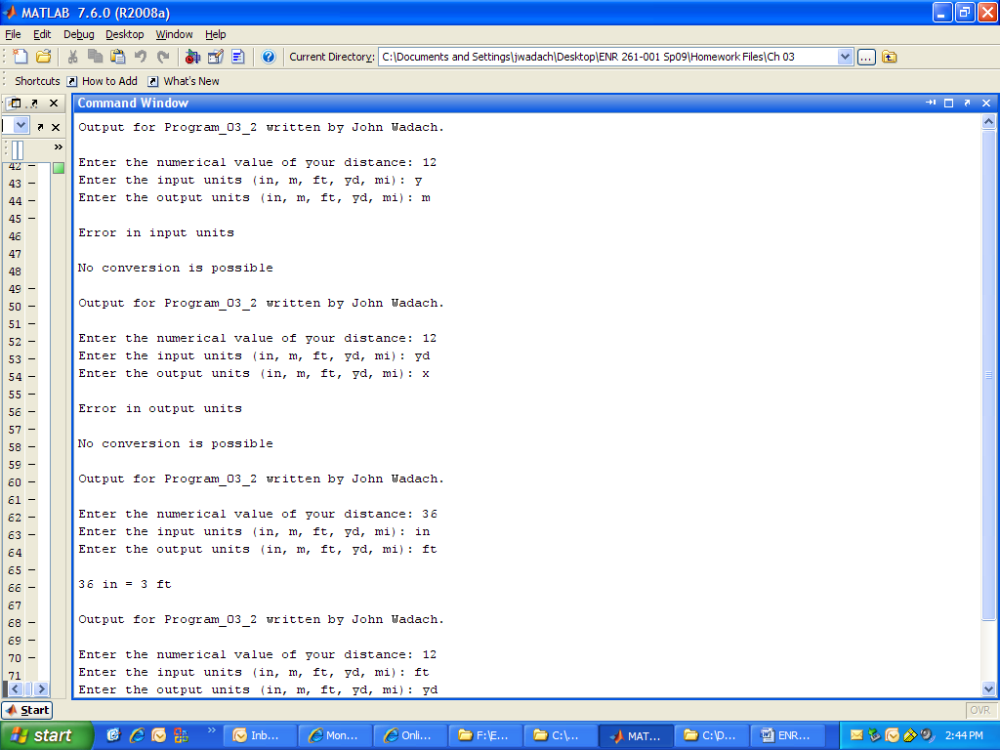 MATLAB 7.6.0 (R2008a)
File Edit Debug Desktop Window Help
Current Directory: C:\Documents and Settings\jwadach\Desktop\ENR 261-001 Sp09\Homework Files\Ch 03
Shortcuts How to Add What's New
Command Window
Output for Program_03_2 written by John Wadach.
Enter the numerical value of your distance: 12
Enter the input units (in, m, ft, yd, mi): y
Enter the output units (in, m, ft, yd, mi): m
Error in input units
No conversion is possible
Output for Program_03_2 written by John Wadach.
Enter the numerical value of your distance: 12
Enter the input units (in, m, ft, yd, mi): yd
Enter the output units (in, m, ft, yd, mi): x
Error in output units
No conversion is possible
Output for Program_03_2 written by John Wadach.
Enter the numerical value of your distance: 36
Enter the input units (in, m, ft, yd, mi): in
Enter the output units (in, m, ft, yd, mi): ft
36 in = 3 ft
Output for Program_03_2 written by John Wadach.
Enter the numerical value of your distance: 12
Enter the input units (in, m, ft, yd, mi): ft
Enter the output units (in, m, ft, yd, mi): yd
42 -
43 -
44 -
45 -
46
47
48
49 -
50 -
51 -
52 -
53 -
54 -
55 -
56 -
57 -
58 -
59 -
60 -
61 -
62 -
63 -
64
65 -
66 -
67
68 -
69 -
70 -
71
Start
OVR
start Inb... Mon... Onli... F:\E... C:\... MAT... C:\D... ENR... 2:44 PM